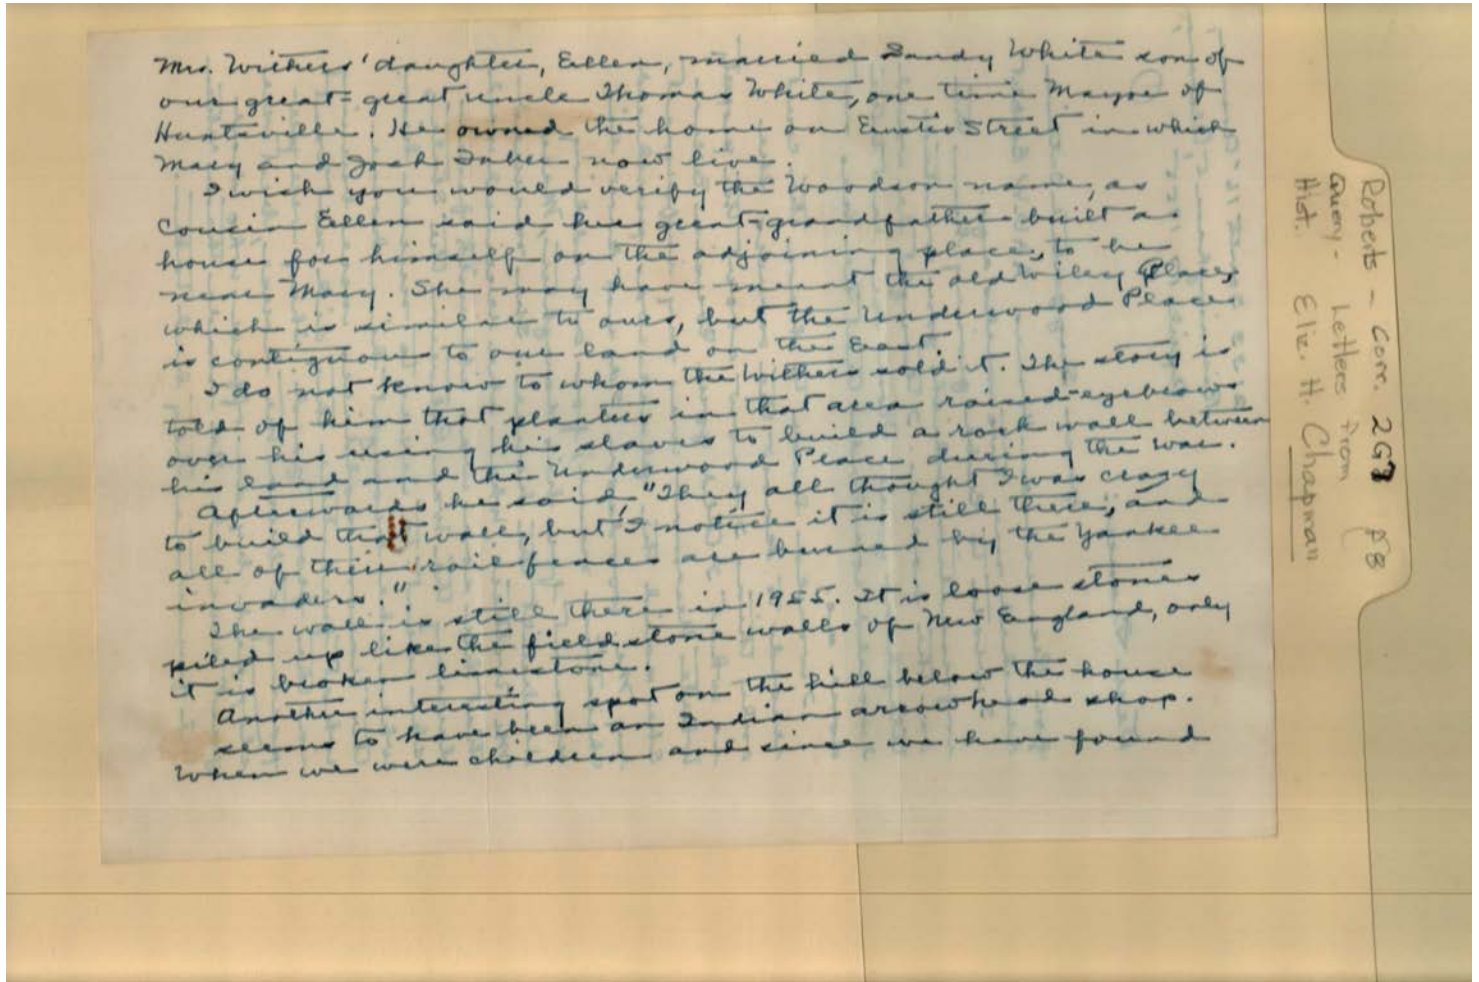 Mrs. Withers' daughter, Ellen, married Sandy White son of
our great-great uncle Thomas White, one time Mayor of
Huntsville. He owned the home on Eustis Street in which
Mary and Jack Taber now live.
I wish you would verify the Woodson name, as
Cousin Ellen said her great-grandfather built a
house for himself on the adjoining place, to be
near Mary. She may have meant the old Wiley Place,
which is similar to ours, but the Underwood Place
is contiguous to our land on the East.
I do not know to whom the Withers sold it. The story is
told of him that planters in that area raised-eyebrows
over his using his slaves to build a rock wall between
his land and the Underwood Place during the war.
Afterwards he said, "They all thought I was crazy
to build that wall, but I notice it is still there, and
all of their rail fences are burned by the Yankee
invaders."
The wall is still there in 1955. It is loose stones
piled up like the field stone walls of New England, only
it is broken limestone.
Another interesting spot on the hill below the house
seems to have been an Indian arrowhead shop.
When we were children and since we have found
Roberts - Corr. 2G7 F8
Query - Letters from
Hist. Eliz. H. Chapman